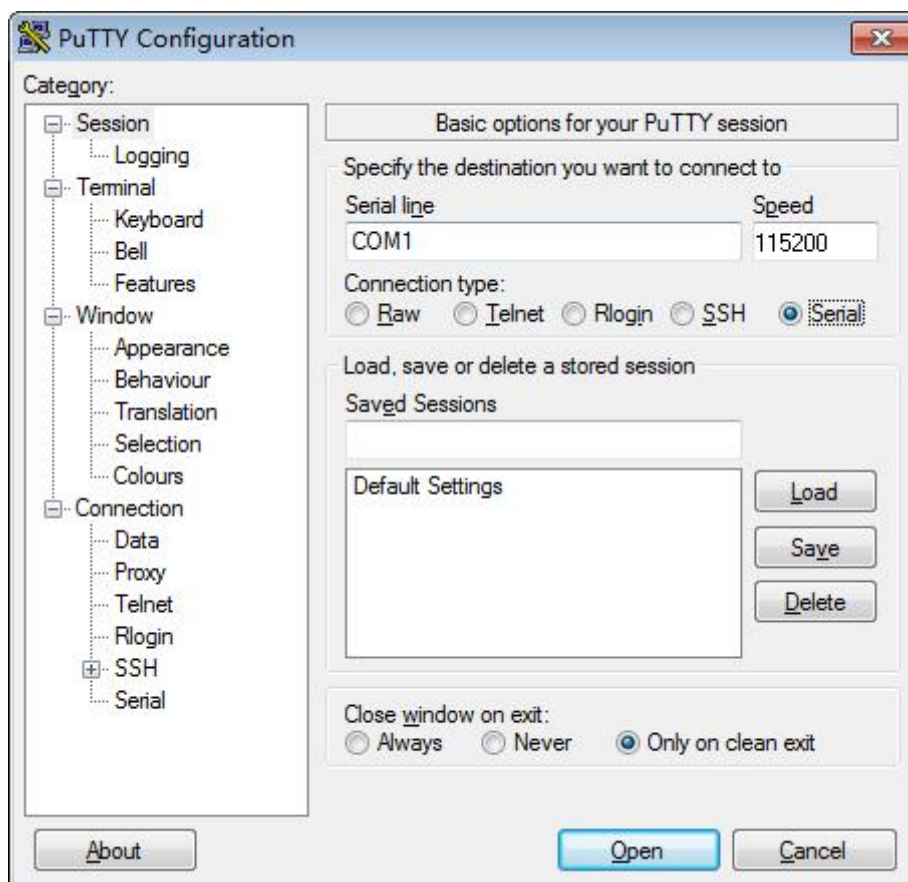 PuTTY Configuration
Category:
Session
Logging
Terminal
Keyboard
Bell
Features
Window
Appearance
Behaviour
Translation
Selection
Colours
Connection
Data
Proxy
Telnet
Rlogin
SSH
Serial
Basic options for your PuTTY session
Specify the destination you want to connect to
Serial line Speed
COM1 115200
Connection type:
Raw Telnet Rlogin SSH Serial
Load, save or delete a stored session
Saved Sessions
Default Settings
Load
Save
Delete
Close window on exit:
Always Never Only on clean exit
About Open Cancel